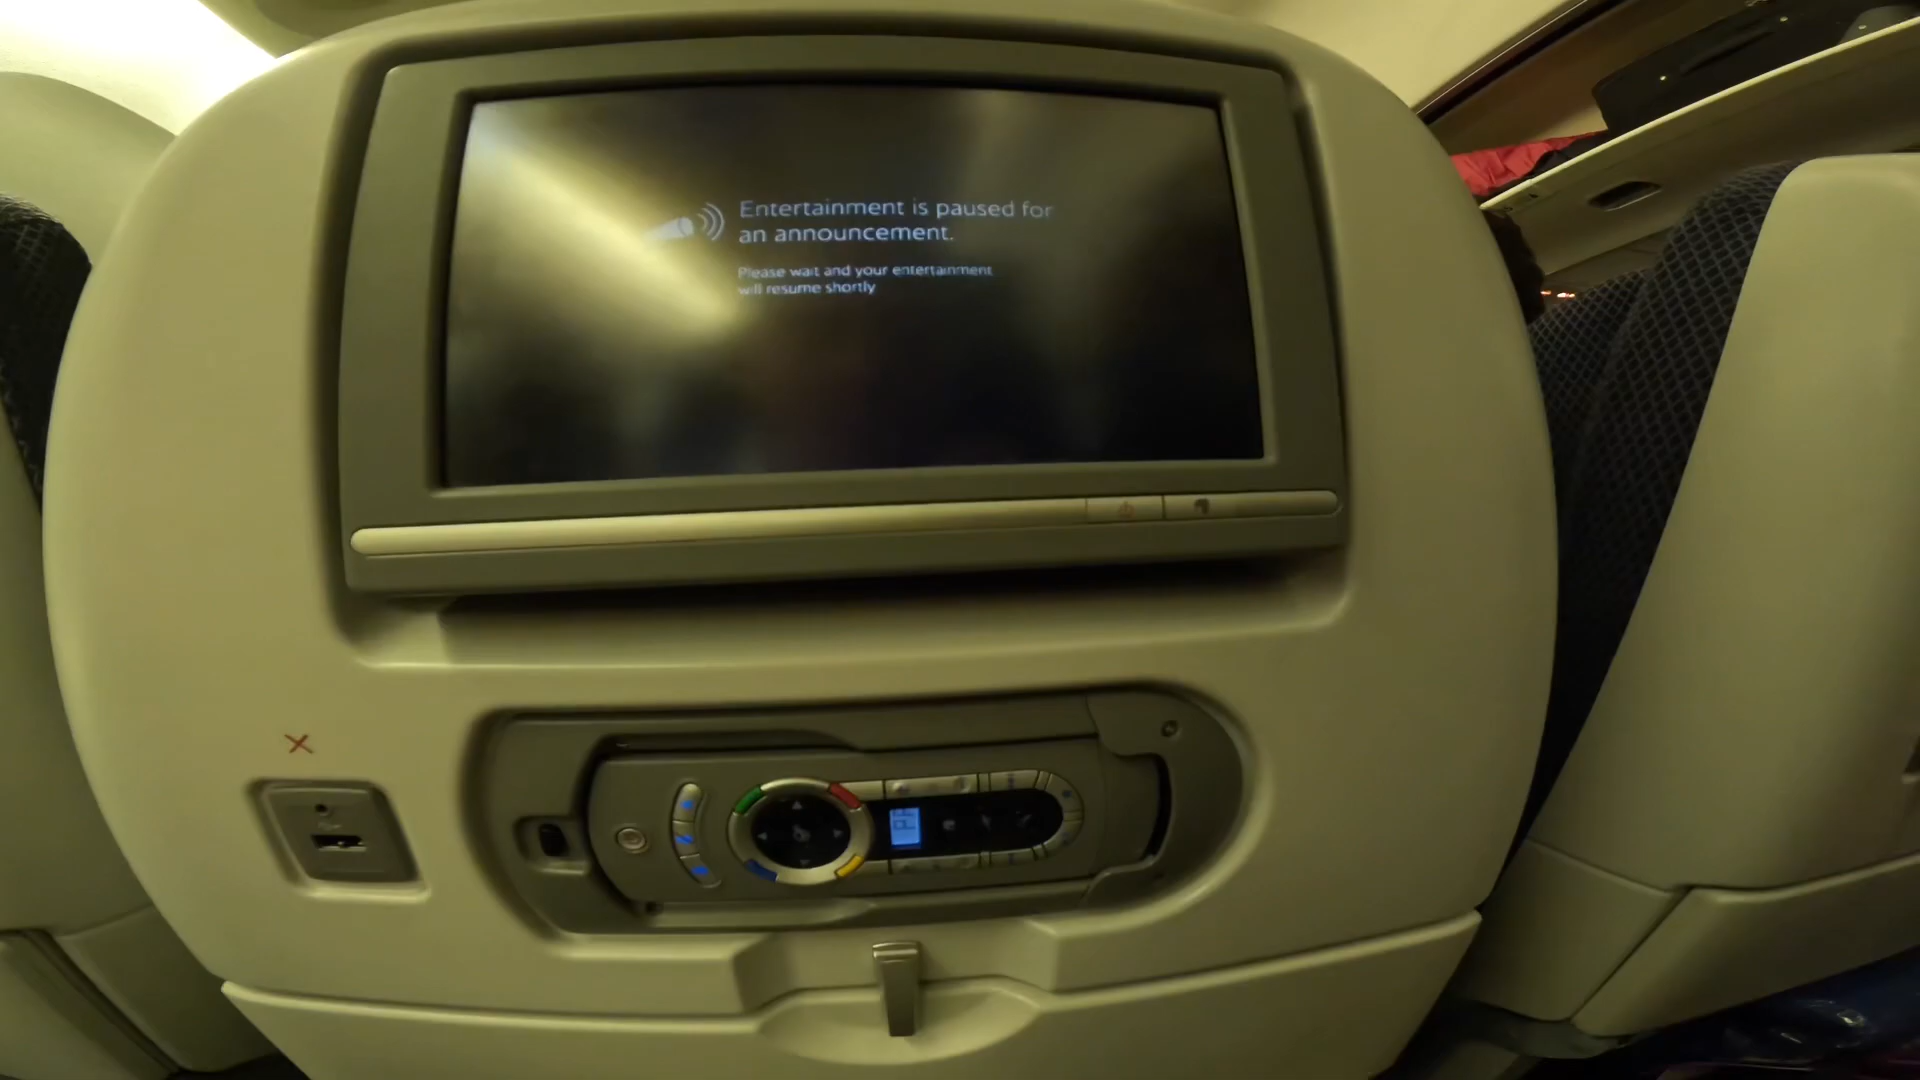 Entertainment is paused for
an announcement.
Please wait and your entertainment
will resume shortly